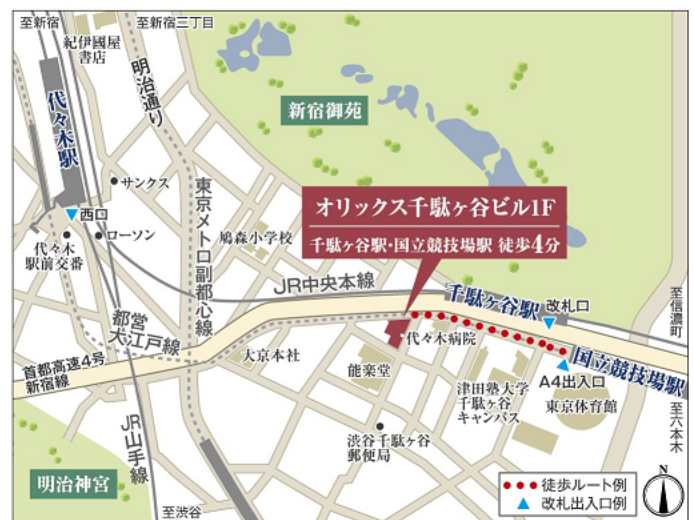 至新宿
至新宿三丁目
紀伊國屋
書店
明治通り
代々木駅
新宿御苑
サンクス
西口
ローソン
代々木
駅前交番
東京メトロ副都心線
鳩森小学校
オリックス千駄ヶ谷ビル1F
千駄ヶ谷駅・国立競技場駅 徒歩4分
JR中央本線
千駄ヶ谷駅
改札口
至信濃町
都営
大江戸線
首都高速4号
新宿線
大京本社
能楽堂
代々木病院
津田塾大学
千駄ヶ谷
キャンパス
国立競技場駅
A4出入口
東京体育館
至六本木
渋谷千駄ヶ谷
郵便局
JR
山手線
明治神宮
至渋谷
徒歩ルート例
改札出入口例
N